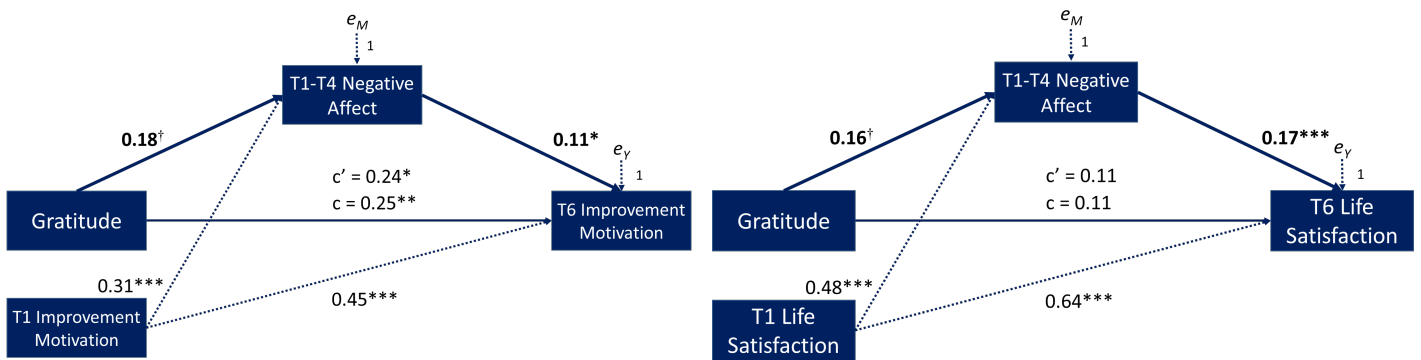 e_M
1
T1-T4 Negative
Affect
0.18†
0.11*
e_Y
1
c’ = 0.24*
c = 0.25**
Gratitude
T6 Improvement
Motivation
0.31***
0.45***
T1 Improvement
Motivation
e_M
1
T1-T4 Negative
Affect
0.16†
0.17***
e_Y
1
c’ = 0.11
c = 0.11
Gratitude
T6 Life
Satisfaction
0.48***
0.64***
T1 Life
Satisfaction